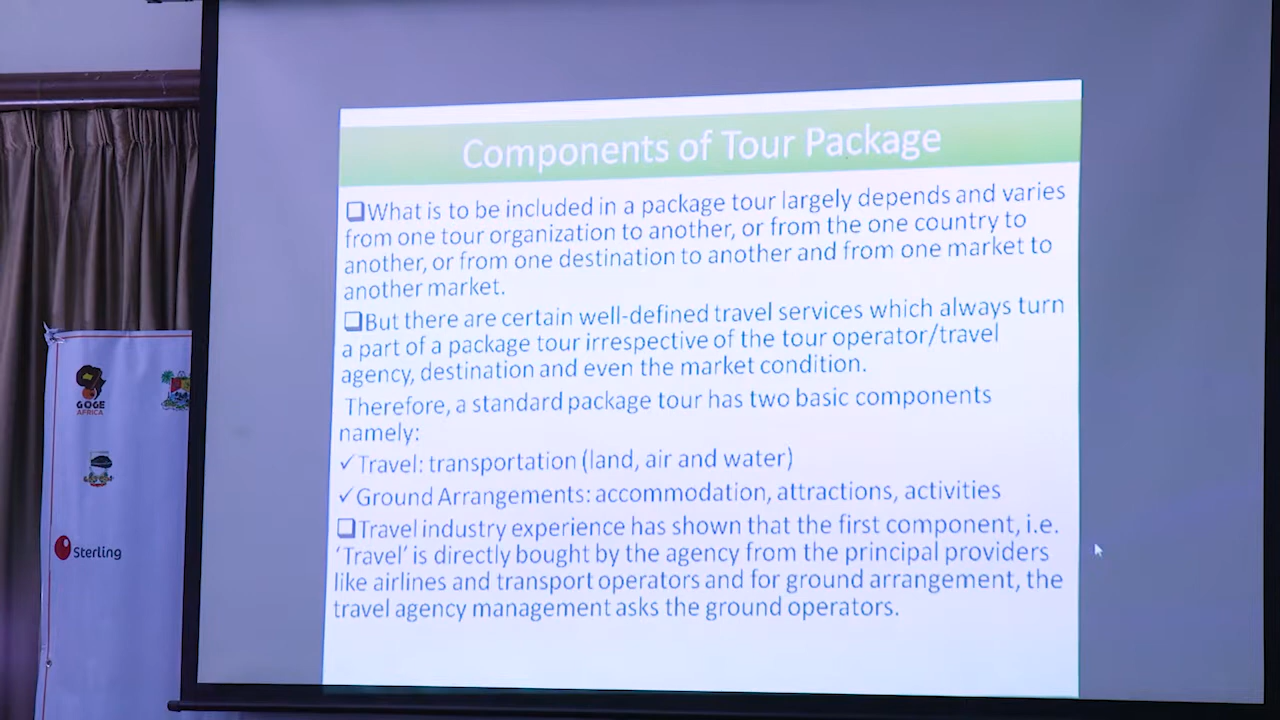 Components of Tour Package
❑What is to be included in a package tour largely depends and varies
from one tour organization to another, or from the one country to
another, or from one destination to another and from one market to
another market.
❑But there are certain well-defined travel services which always turn
a part of a package tour irrespective of the tour operator/travel
agency, destination and even the market condition.
Therefore, a standard package tour has two basic components
namely:
✓Travel: transportation (land, air and water)
✓Ground Arrangements: accommodation, attractions, activities
❑Travel industry experience has shown that the first component, i.e.
‘Travel’ is directly bought by the agency from the principal providers
like airlines and transport operators and for ground arrangement, the
travel agency management asks the ground operators.
GOGE
AFRICA
Sterling